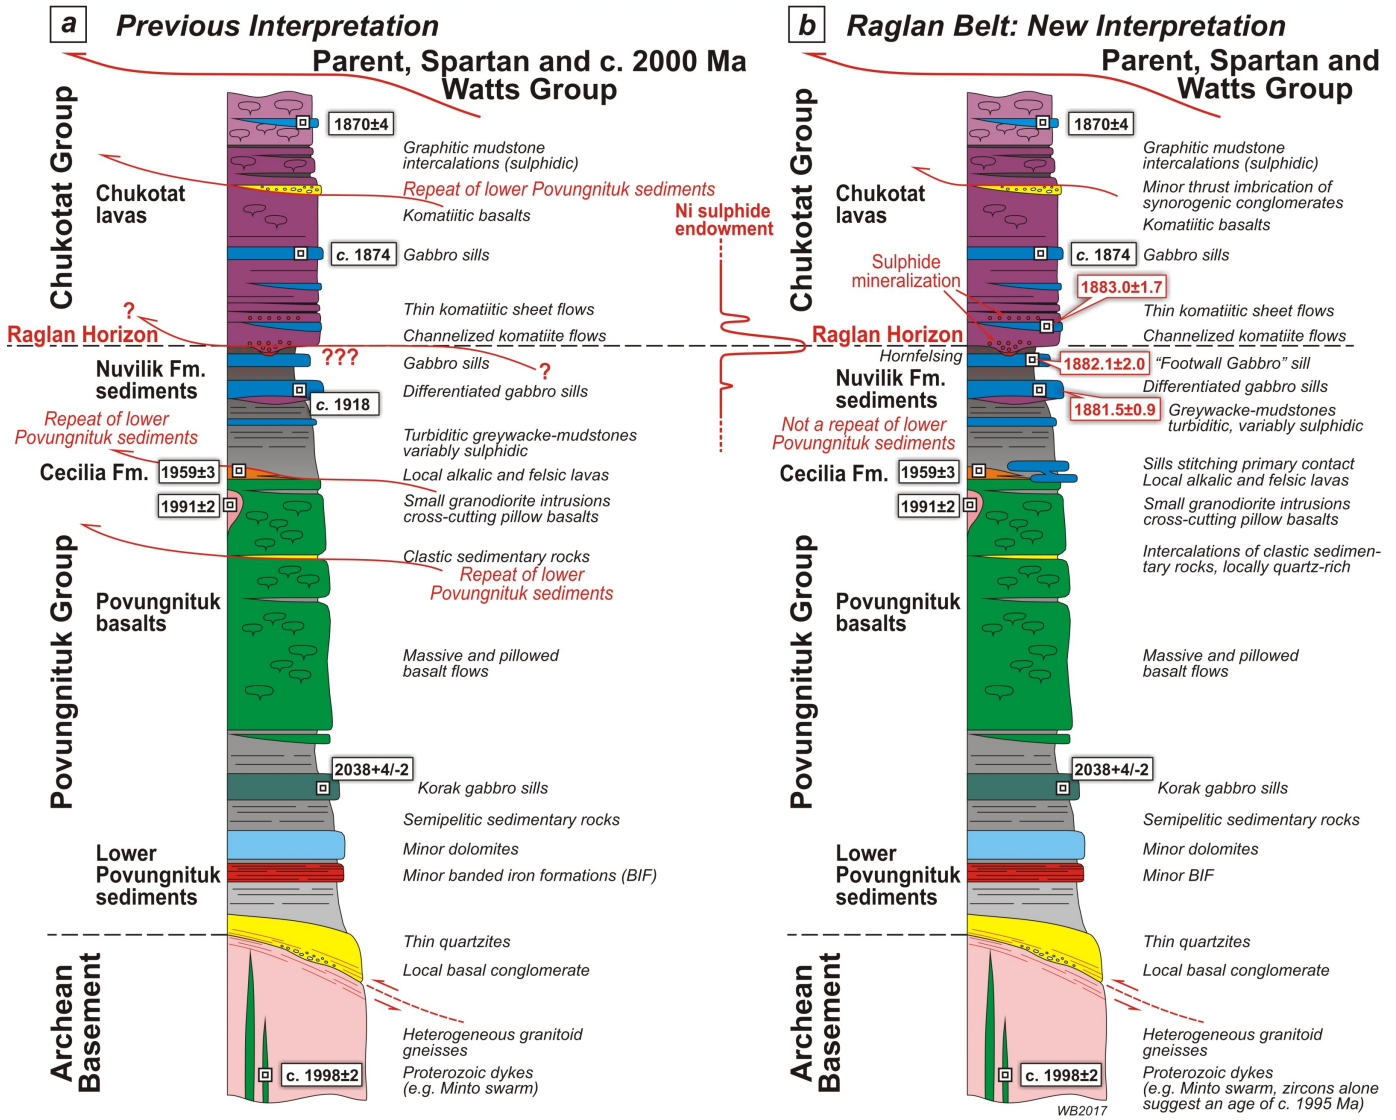 a Previous Interpretation
Parent, Spartan and c. 2000 Ma
Watts Group
Chukotat Group
1870±4
Graphitic mudstone
intercalations (sulphidic)
Chukotat
lavas
Repeat of lower Povungnituk sediments
Komatiitic basalts
c. 1874
Gabbro sills
Ni sulphide
endowment
?
Thin komatiitic sheet flows
Raglan Horizon
Channelized komatiite flows
???
Gabbro sills
?
Nuvilik Fm.
sediments
Differentiated gabbro sills
c. 1918
Repeat of lower
Povungnituk sediments
Turbiditic greywacke-mudstones
variably sulphidic
Cecilia Fm.
1959±3
Local alkalic and felsic lavas
1991±2
Small granodiorite intrusions
cross-cutting pillow basalts
Povungnituk Group
Clastic sedimentary rocks
Repeat of lower
Povungnituk sediments
Povungnituk
basalts
Massive and pillowed
basalt flows
2038+4/-2
Korak gabbro sills
Semipelitic sedimentary rocks
Lower
Povungnituk
sediments
Minor dolomites
Minor banded iron formations (BIF)
Thin quartzites
Local basal conglomerate
Archean
Basement
Heterogeneous granitoid
gneisses
c. 1998±2
Proterozoic dykes
(e.g. Minto swarm)
b Raglan Belt: New Interpretation
Parent, Spartan and
Watts Group
Chukotat Group
1870±4
Graphitic mudstone
intercalations (sulphidic)
Chukotat
lavas
Minor thrust imbrication of
synorogenic conglomerates
Komatiitic basalts
c. 1874
Gabbro sills
Sulphide
mineralization
1883.0±1.7
Thin komatiitic sheet flows
Raglan Horizon
Channelized komatiite flows
Hornfelsing
1882.1±2.0
“Footwall Gabbro” sill
Nuvilik Fm.
sediments
Differentiated gabbro sills
1881.5±0.9
Greywacke-mudstones
turbiditic, variably sulphidic
Not a repeat of lower
Povungnituk sediments
Cecilia Fm.
1959±3
Sills stitching primary contact
Local alkalic and felsic lavas
1991±2
Small granodiorite intrusions
cross-cutting pillow basalts
Povungnituk Group
Intercalations of clastic sedimen-
tary rocks, locally quartz-rich
Povungnituk
basalts
Massive and pillowed
basalt flows
2038+4/-2
Korak gabbro sills
Semipelitic sedimentary rocks
Lower
Povungnituk
sediments
Minor dolomites
Minor BIF
Thin quartzites
Local basal conglomerate
Archean
Basement
Heterogeneous granitoid
gneisses
c. 1998±2
Proterozoic dykes
(e.g. Minto swarm, zircons alone
suggest an age of c. 1995 Ma)
WB2017